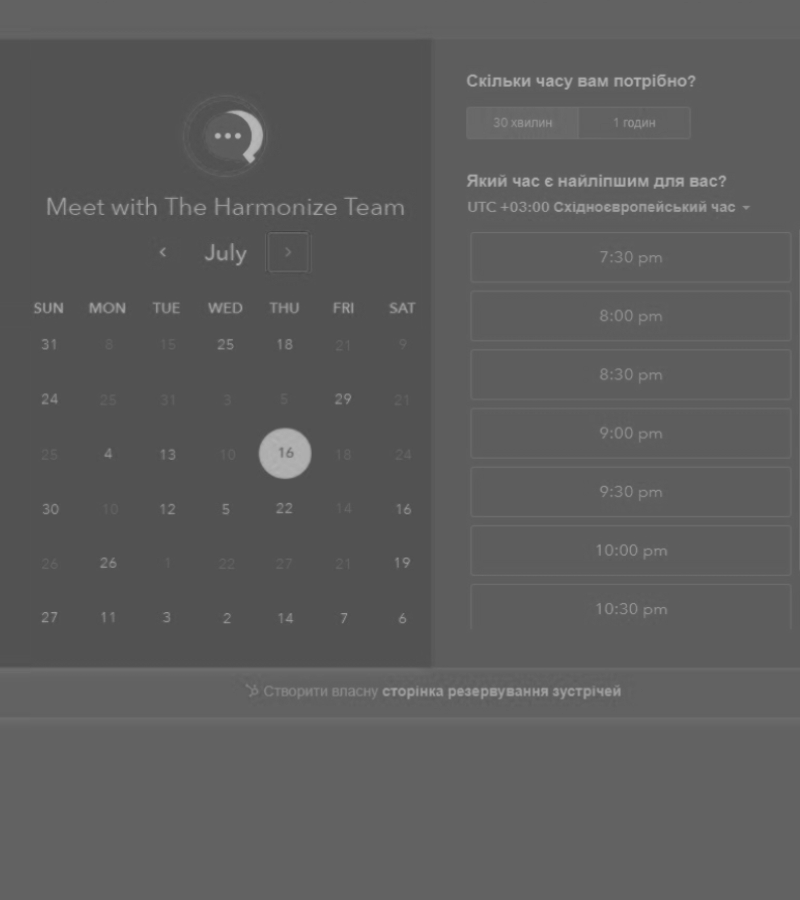 Meet with The Harmonize Team
July
SUN MON TUE WED THU FRI SAT
31 8 15 25 18 21 9
24 25 31 3 5 29 21
25 4 13 10 16 18 24
30 10 12 5 22 14 16
26 26 1 22 27 21 19
27 11 3 2 14 7 6
Скільки часу вам потрібно?
30 хвилин 1 годин
Який час є найліпшим для вас?
UTC +03:00 Східноєвропейський час
7:30 pm
8:00 pm
8:30 pm
9:00 pm
9:30 pm
10:00 pm
10:30 pm
Створити власну сторінка резервування зустрічей